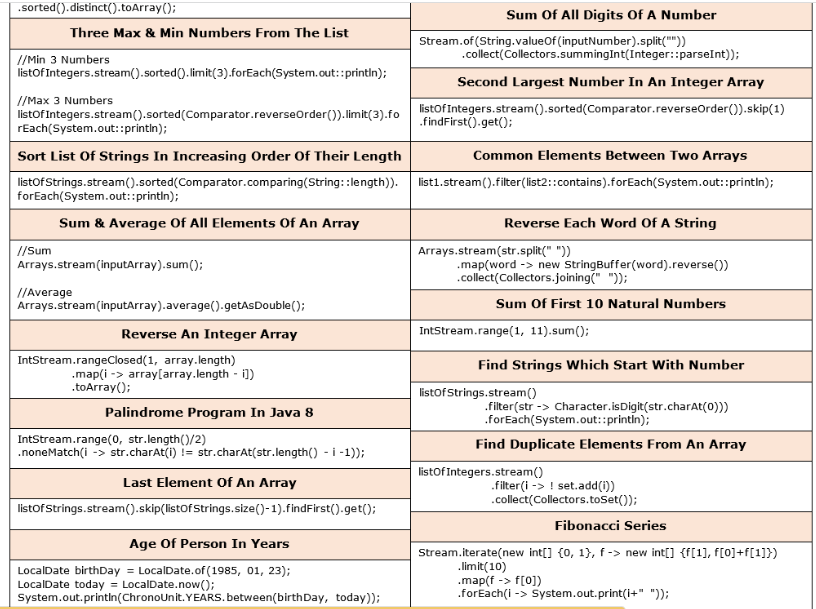 .sorted().distinct().toArray();
Three Max & Min Numbers From The List
//Min 3 Numbers
listOfIntegers.stream().sorted().limit(3).forEach(System.out::println);
//Max 3 Numbers
listOfIntegers.stream().sorted(Comparator.reverseOrder()).limit(3).fo
rEach(System.out::println);
Sort List Of Strings In Increasing Order Of Their Length
listOfStrings.stream().sorted(Comparator.comparing(String::length)).
forEach(System.out::println);
Sum & Average Of All Elements Of An Array
//Sum
Arrays.stream(inputArray).sum();
//Average
Arrays.stream(inputArray).average().getAsDouble();
Reverse An Integer Array
IntStream.rangeClosed(1, array.length)
.map(i -> array[array.length - i])
.toArray();
Palindrome Program In Java 8
IntStream.range(0, str.length()/2)
.noneMatch(i -> str.charAt(i) != str.charAt(str.length() - i -1));
Last Element Of An Array
listOfStrings.stream().skip(listOfStrings.size()-1).findFirst().get();
Age Of Person In Years
LocalDate birthDay = LocalDate.of(1985, 01, 23);
LocalDate today = LocalDate.now();
System.out.println(ChronoUnit.YEARS.between(birthDay, today));
Sum Of All Digits Of A Number
Stream.of(String.valueOf(inputNumber).split(""))
.collect(Collectors.summingInt(Integer::parseInt));
Second Largest Number In An Integer Array
listOfIntegers.stream().sorted(Comparator.reverseOrder()).skip(1)
.findFirst().get();
Common Elements Between Two Arrays
list1.stream().filter(list2::contains).forEach(System.out::println);
Reverse Each Word Of A String
Arrays.stream(str.split(" "))
.map(word -> new StringBuffer(word).reverse())
.collect(Collectors.joining(" "));
Sum Of First 10 Natural Numbers
IntStream.range(1, 11).sum();
Find Strings Which Start With Number
listOfStrings.stream()
.filter(str -> Character.isDigit(str.charAt(0)))
.forEach(System.out::println);
Find Duplicate Elements From An Array
listOfIntegers.stream()
.filter(i -> ! set.add(i))
.collect(Collectors.toSet());
Fibonacci Series
Stream.iterate(new int[] {0, 1}, f -> new int[] {f[1], f[0]+f[1]})
.limit(10)
.map(f -> f[0])
.forEach(i -> System.out.print(i+" "));